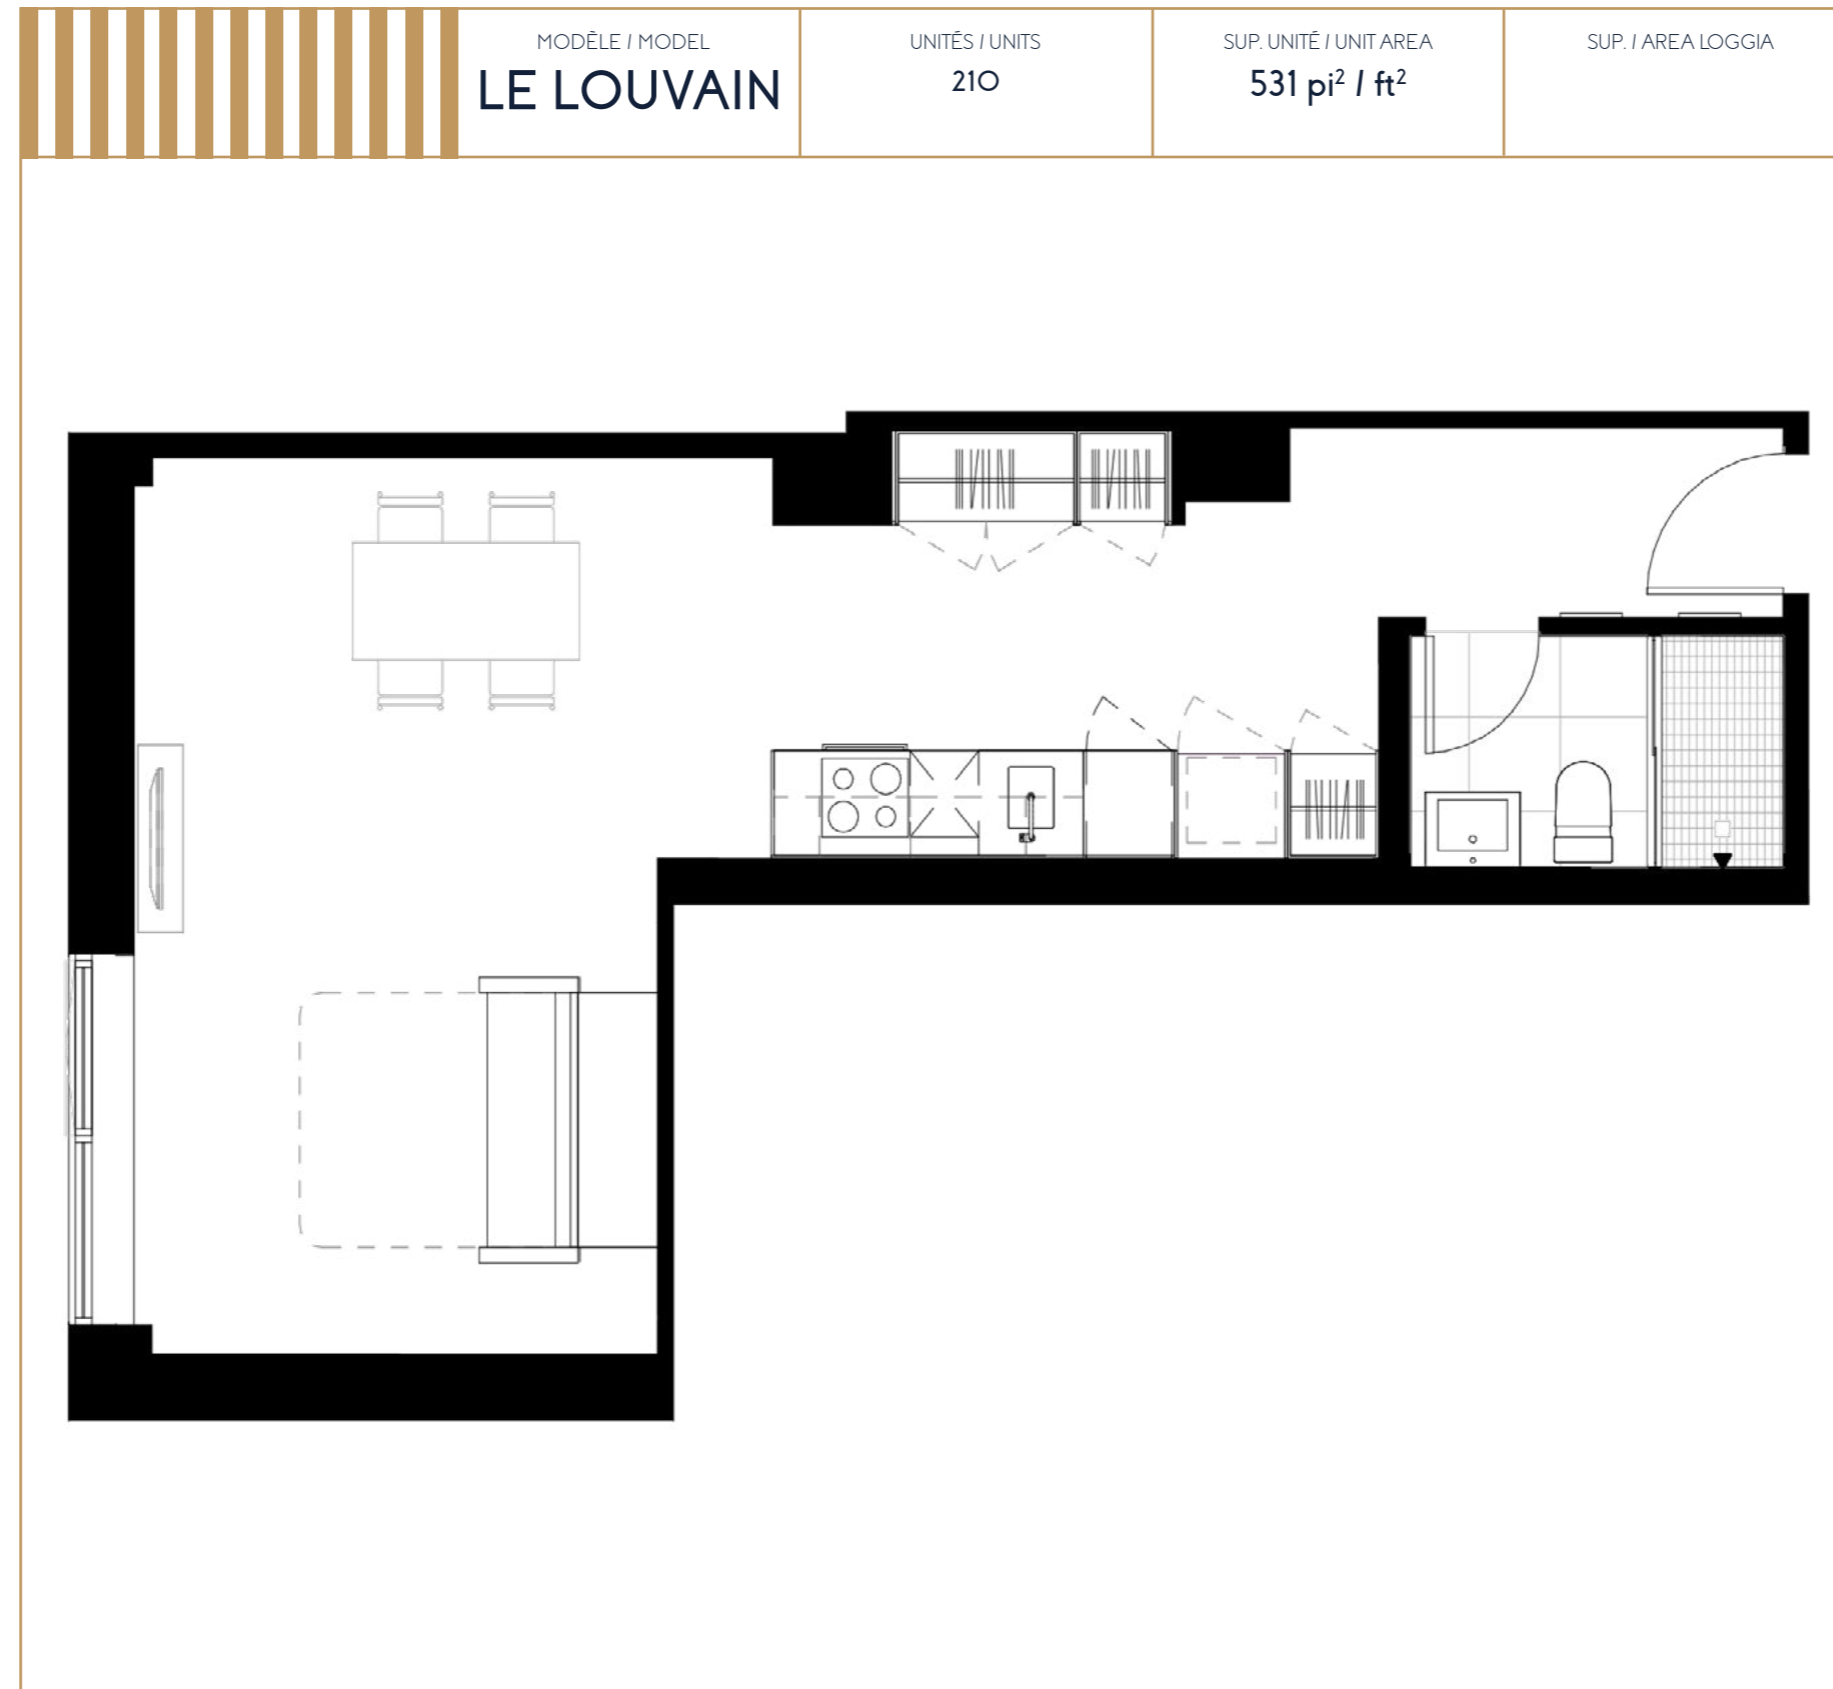 MODÈLE / MODEL
LE LOUVAIN
UNITÉS / UNITS
210
SUP. UNITÉ / UNIT AREA
531 pi² / ft²
SUP. / AREA LOGGIA